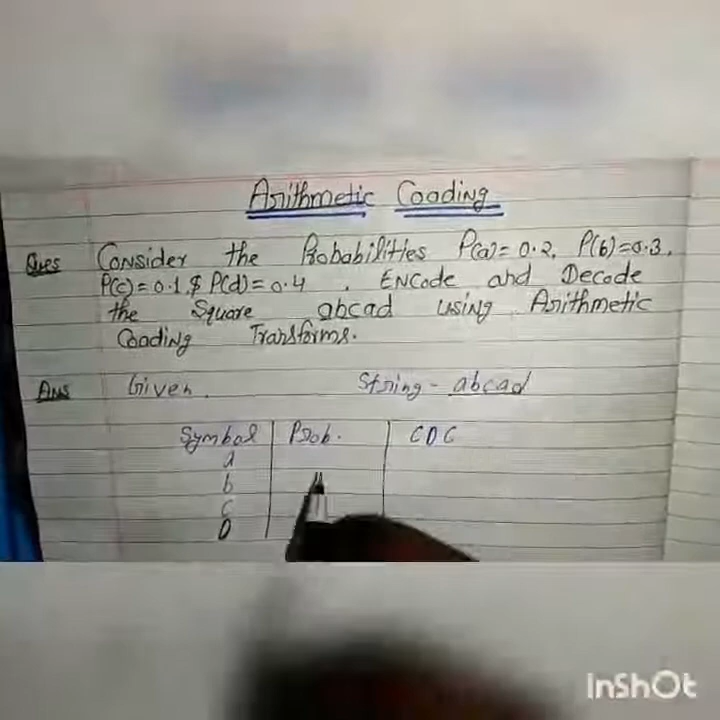 Arithmetic Coading
Ques Consider the Probabilities P(a)= 0.2, P(b)=0.3,
P(c)=0.1 $ P(d)= 0.4 . ENCode and Decode
the Square abcad using Arithmetic
Coading Transforms.
Ans Given. String - abcad
Symbol Prob. CDC
a
b
c
D
InShOt